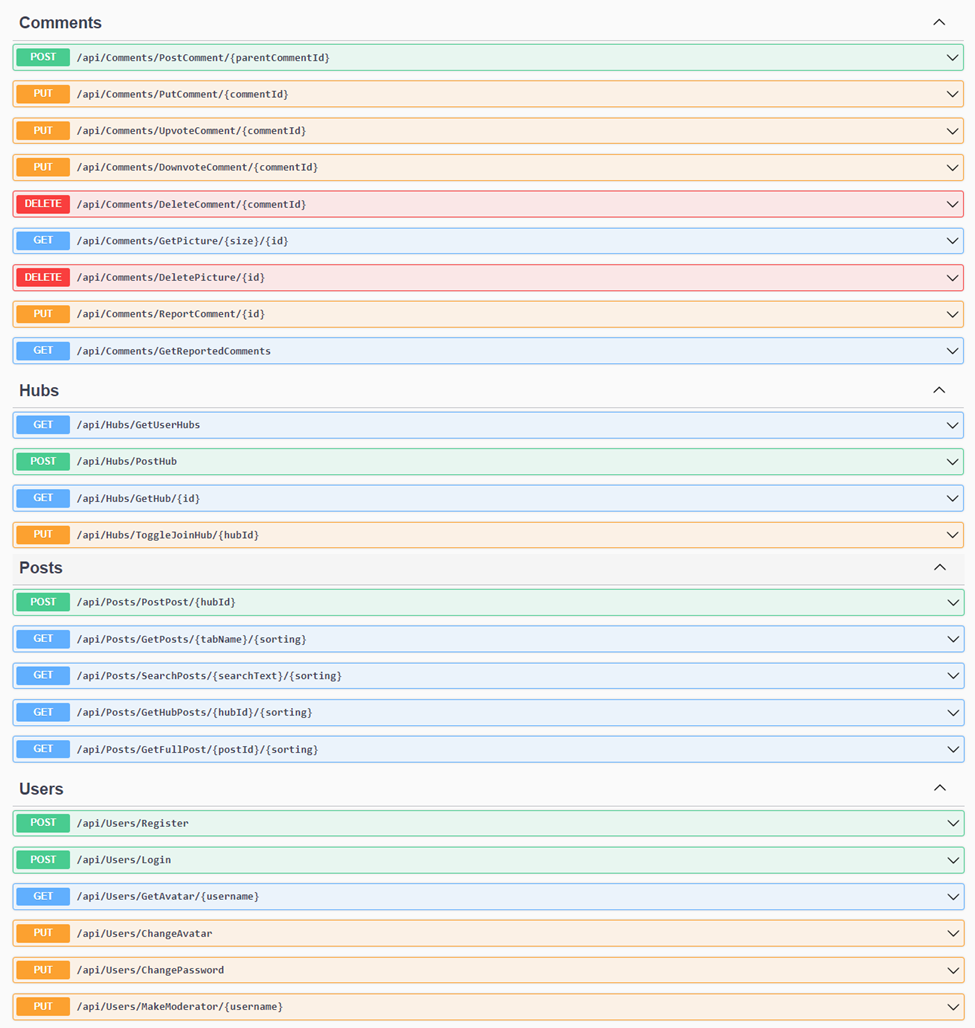 Comments
POST /api/Comments/PostComment/{parentCommentId}
PUT /api/Comments/PutComment/{commentId}
PUT /api/Comments/UpvoteComment/{commentId}
PUT /api/Comments/DownvoteComment/{commentId}
DELETE /api/Comments/DeleteComment/{commentId}
GET /api/Comments/GetPicture/{size}/{id}
DELETE /api/Comments/DeletePicture/{id}
PUT /api/Comments/ReportComment/{id}
GET /api/Comments/GetReportedComments
Hubs
GET /api/Hubs/GetUserHubs
POST /api/Hubs/PostHub
GET /api/Hubs/GetHub/{id}
PUT /api/Hubs/ToggleJoinHub/{hubId}
Posts
POST /api/Posts/PostPost/{hubId}
GET /api/Posts/GetPosts/{tabName}/{sorting}
GET /api/Posts/SearchPosts/{searchText}/{sorting}
GET /api/Posts/GetHubPosts/{hubId}/{sorting}
GET /api/Posts/GetFullPost/{postId}/{sorting}
Users
POST /api/Users/Register
POST /api/Users/Login
GET /api/Users/GetAvatar/{username}
PUT /api/Users/ChangeAvatar
PUT /api/Users/ChangePassword
PUT /api/Users/MakeModerator/{username}